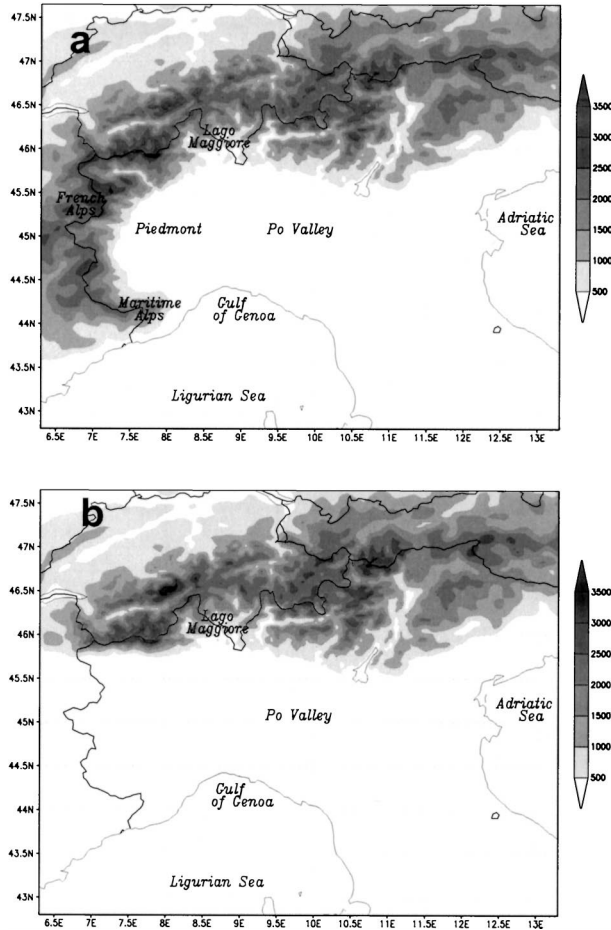 a
47.5N
47N
46.5N
46N
45.5N
45N
44.5N
44N
43.5N
43N
6.5E 7E 7.5E 8E 8.5E 9E 9.5E 10E 10.5E 11E 11.5E 12E 12.5E 13E
Lago
Maggiore
French
Alps
Piedmont
Po Valley
Adriatic
Sea
Maritime
Alps
Gulf
of Genoa
Ligurian Sea
3500
3000
2500
2000
1500
1000
500
b
47.5N
47N
46.5N
46N
45.5N
45N
44.5N
44N
43.5N
43N
6.5E 7E 7.5E 8E 8.5E 9E 9.5E 10E 10.5E 11E 11.5E 12E 12.5E 13E
Lago
Maggiore
Po Valley
Adriatic
Sea
Gulf
of Genoa
Ligurian Sea
3500
3000
2500
2000
1500
1000
500